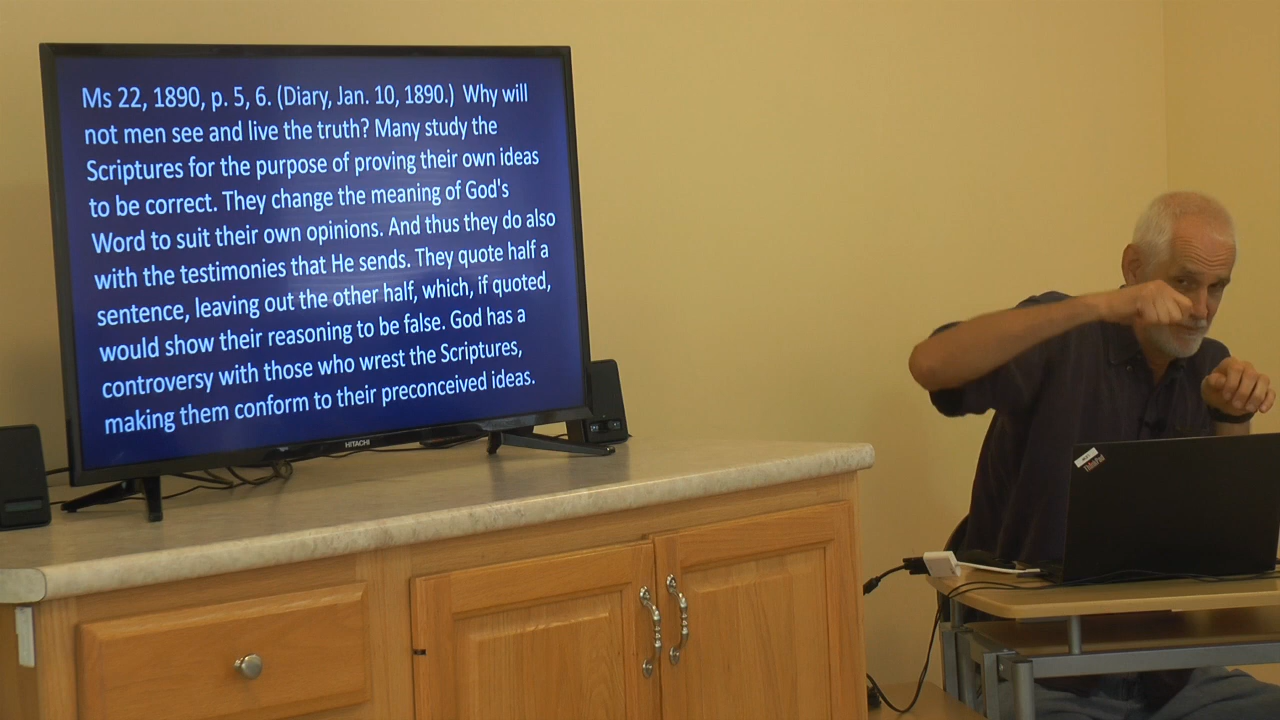 Ms 22, 1890, p. 5, 6. (Diary, Jan. 10, 1890.) Why will
not men see and live the truth? Many study the
Scriptures for the purpose of proving their own ideas
to be correct. They change the meaning of God's
Word to suit their own opinions. And thus they do also
with the testimonies that He sends. They quote half a
sentence, leaving out the other half, which, if quoted,
would show their reasoning to be false. God has a
controversy with those who wrest the Scriptures,
making them conform to their preconceived ideas.
HITACHI
ThinkPad